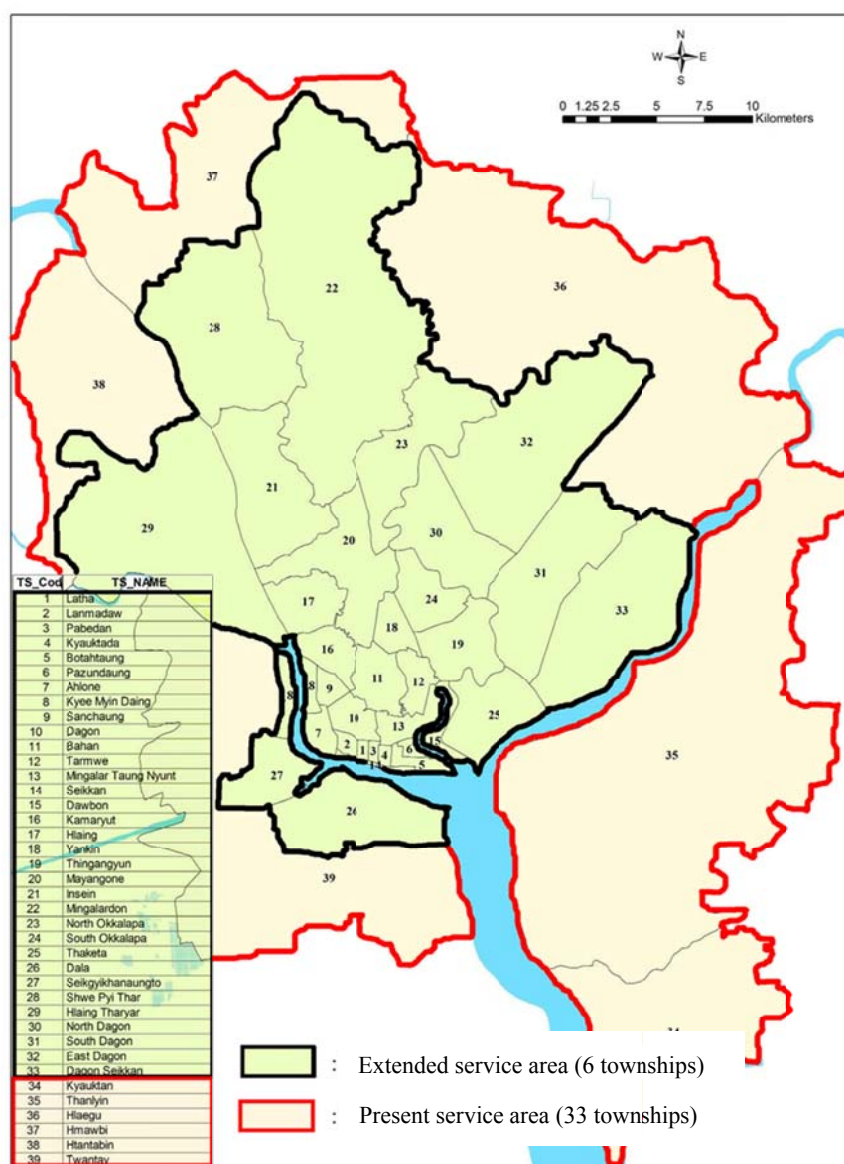 N
W E
S
0 1.25 2.5 5 7.5 10
Kilometers
37
36
22
28
38
23
32
21
29
20
30
31
24
17
33
18
19
16
11
12
8
8
9
10
25
13
7
15
2 1 3 4 6
5
35
27
26
39
TS_Cod TS_NAME
1 Latha
2 Lanmadaw
3 Pabedan
4 Kyauktada
5 Botahtaung
6 Pazundaung
7 Ahlone
8 Kyee Myin Daing
9 Sanchaung
10 Dagon
11 Bahan
12 Tarmwe
13 Mingalar Taung Nyunt
14 Seikkan
15 Dawbon
16 Kamaryut
17 Hlaing
18 Yankin
19 Thingangyun
20 Mayangone
21 Insein
22 Mingalardon
23 North Okkalapa
24 South Okkalapa
25 Thaketa
26 Dala
27 Seikgyikhanaungto
28 Shwe Pyi Thar
29 Hlaing Tharyar
30 North Dagon
31 South Dagon
32 East Dagon
33 Dagon Seikkan
34 Kyauktan
35 Thanlyin
36 Hlaegu
37 Hmawbi
38 Htantabin
39 Twantay
: Extended service area (6 townships)
: Present service area (33 townships)